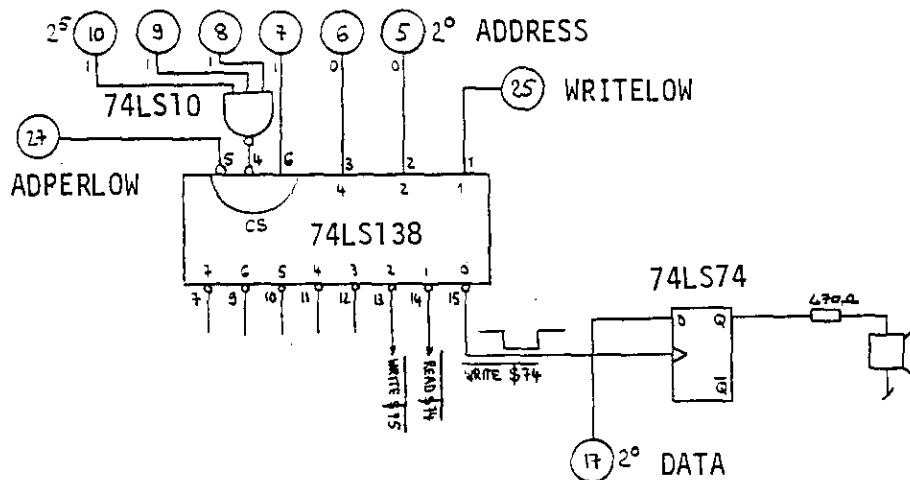 2⁵ 10 9 8 7 6 5 2⁰ ADDRESS
1 1 1 1 0 0
74LS10
25 WRITELOW
27
ADPERLOW
5 4 6 3 2 1
4 2 1
CS
74LS138
7 6 5 4 3 2 1 0
7 9 10 11 12 13 14 15
WRITE $75
READ $74
WRITE $74
74LS74
D Q
Q̅
470Ω
17 2⁰ DATA